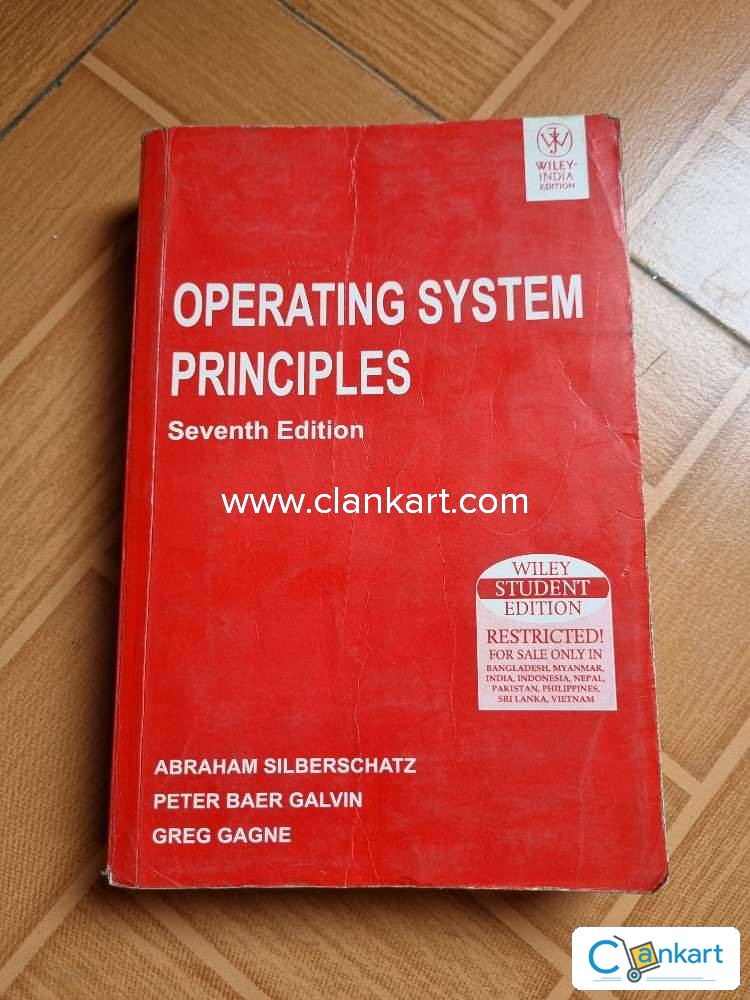 WILEY-
INDIA
EDITION
OPERATING SYSTEM
PRINCIPLES
Seventh Edition
www.clankart.com
WILEY
STUDENT
EDITION
RESTRICTED!
FOR SALE ONLY IN
BANGLADESH, MYANMAR,
INDIA, INDONESIA, NEPAL,
PAKISTAN, PHILIPPINES,
SRI LANKA, VIETNAM
ABRAHAM SILBERSCHATZ
PETER BAER GALVIN
GREG GAGNE
Clankart